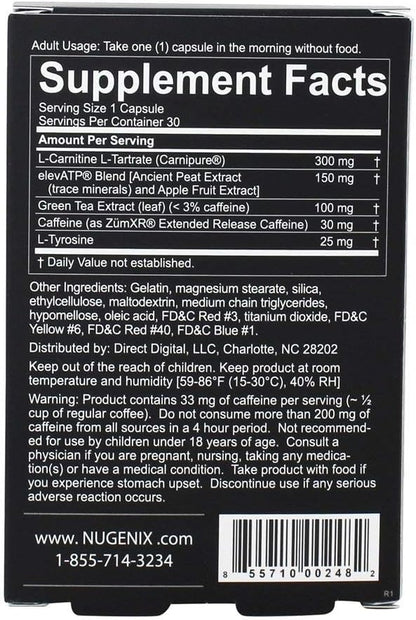 Adult Usage: Take one (1) capsule in the morning without food.
Supplement Facts
Serving Size 1 Capsule
Servings Per Container 30
Amount Per Serving
L-Carnitine L-Tartrate (Carnipure®) 300 mg †
elevATP® Blend [Ancient Peat Extract 150 mg †
(trace minerals) and Apple Fruit Extract]
Green Tea Extract (leaf) (< 3% caffeine) 100 mg †
Caffeine (as ZümXR® Extended Release Caffeine) 30 mg †
L-Tyrosine 25 mg †
† Daily Value not established.
Other Ingredients: Gelatin, magnesium stearate, silica,
ethylcellulose, maltodextrin, medium chain triglycerides,
hypomellose, oleic acid, FD&C Red #3, titanium dioxide, FD&C
Yellow #6, FD&C Red #40, FD&C Blue #1.
Distributed by: Direct Digital, LLC, Charlotte, NC 28202
Keep out of the reach of children. Keep product at room
temperature and humidity [59-86°F (15-30°C), 40% RH]
Warning: Product contains 33 mg of caffeine per serving (~ ½
cup of regular coffee). Do not consume more than 200 mg of
caffeine from all sources in a 4 hour period. Not recommend-
ed for use by children under 18 years of age. Consult a
physician if you are pregnant, nursing, taking any medica-
tion(s) or have a medical condition. Take product with food if
you experience stomach upset. Discontinue use if any serious
adverse reaction occurs.
www. NUGENIX .com
1-855-714-3234
8 55710 00248 2
R1